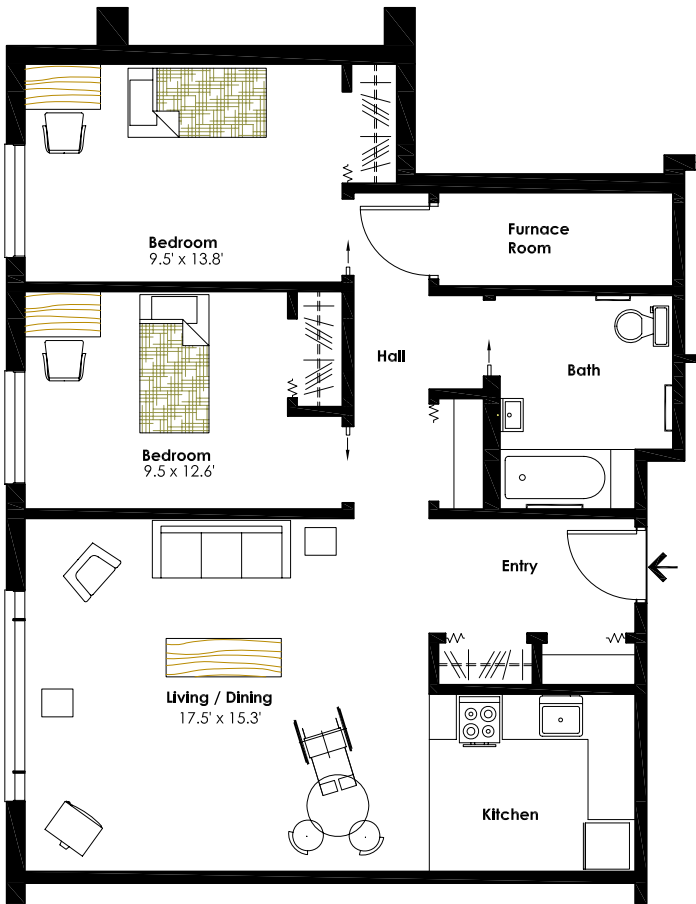 Bedroom
9.5' x 13.8'
Furnace
Room
Hall
Bath
Bedroom
9.5 x 12.6'
Entry
Living / Dining
17.5' x 15.3'
Kitchen